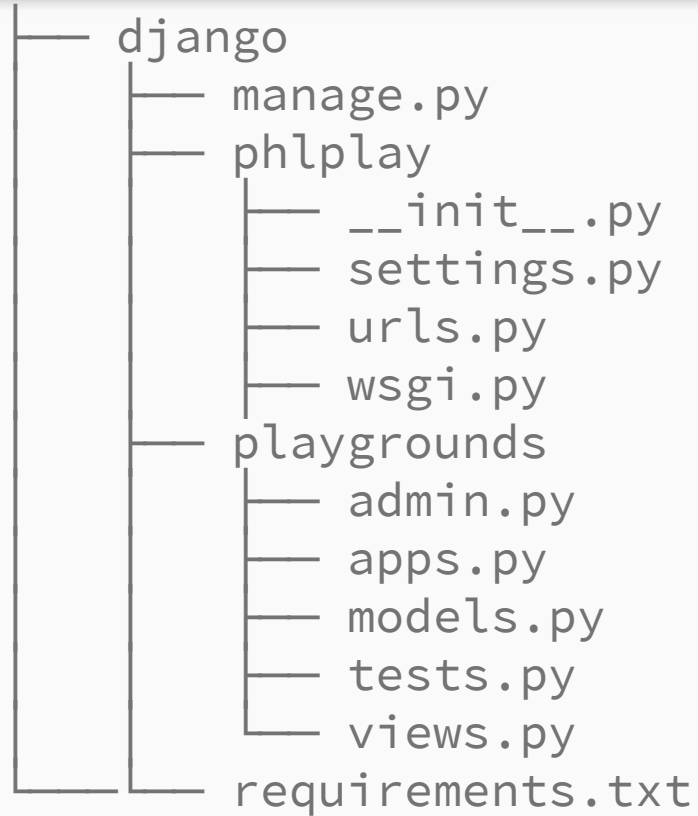 django
manage.py
phlplay
__init__.py
settings.py
urls.py
wsgi.py
playgrounds
admin.py
apps.py
models.py
tests.py
views.py
requirements.txt